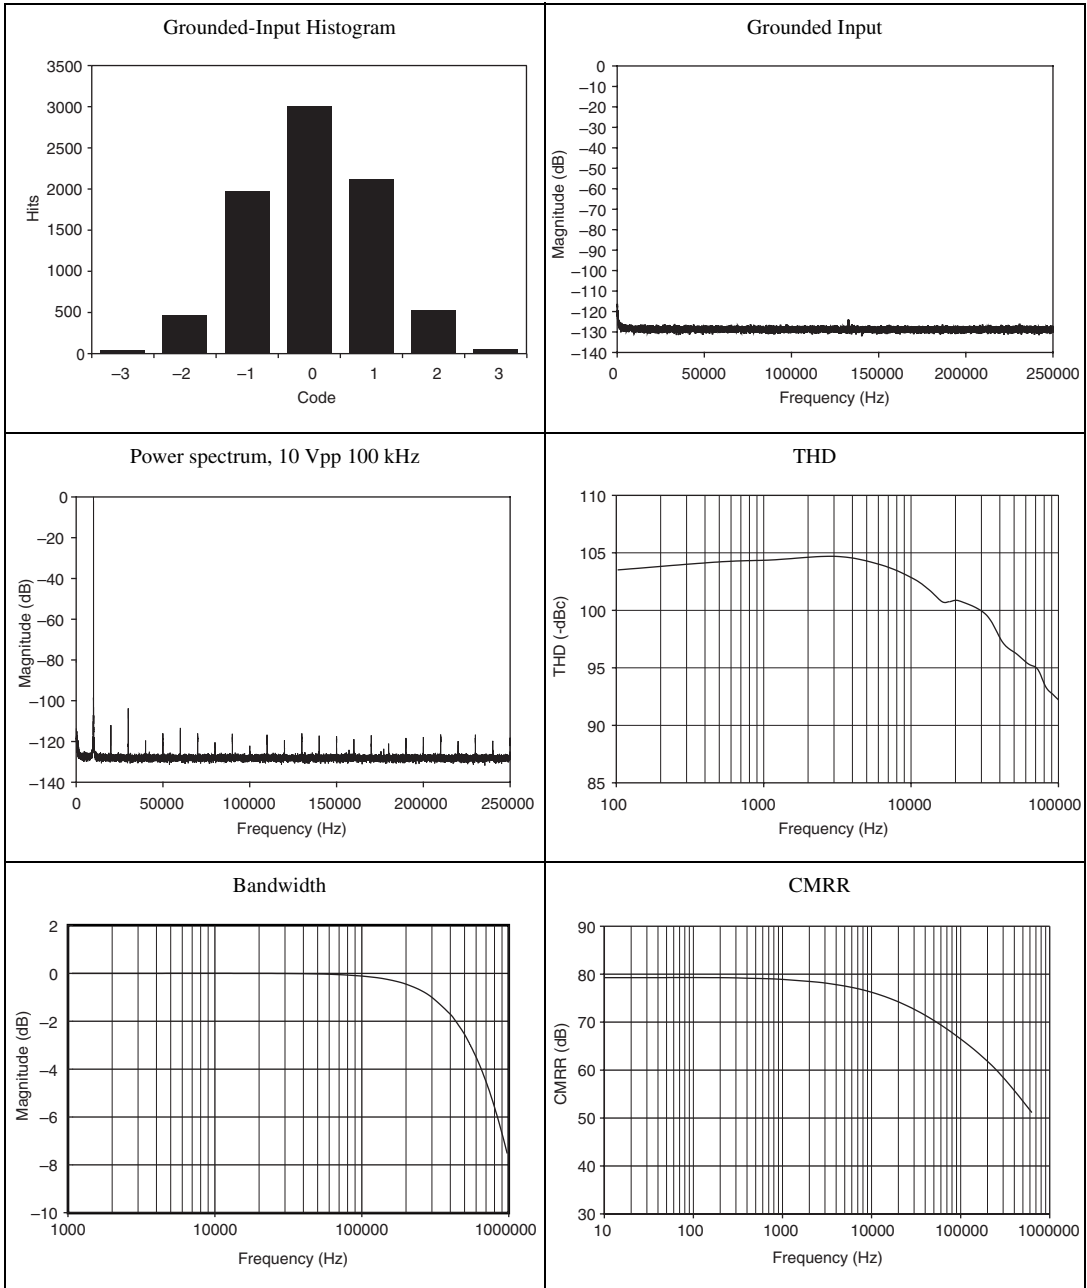 Grounded-Input Histogram
3500
3000
2500
2000
1500
1000
500
0
Hits
–3 –2 –1 0 1 2 3
Code
Grounded Input
0
–10
–20
–30
–40
–50
–60
–70
–80
–90
–100
–110
–120
–130
–140
Magnitude (dB)
0 50000 100000 150000 200000 250000
Frequency (Hz)
Power spectrum, 10 Vpp 100 kHz
0
–20
–40
–60
–80
–100
–120
–140
Magnitude (dB)
0 50000 100000 150000 200000 250000
Frequency (Hz)
THD
110
105
100
95
90
85
THD (-dBc)
100 1000 10000 100000
Frequency (Hz)
Bandwidth
2
0
–2
–4
–6
–8
–10
Magnitude (dB)
1000 10000 100000 1000000
Frequency (Hz)
CMRR
90
80
70
60
50
40
30
CMRR (dB)
10 100 1000 10000 100000 1000000
Frequency (Hz)